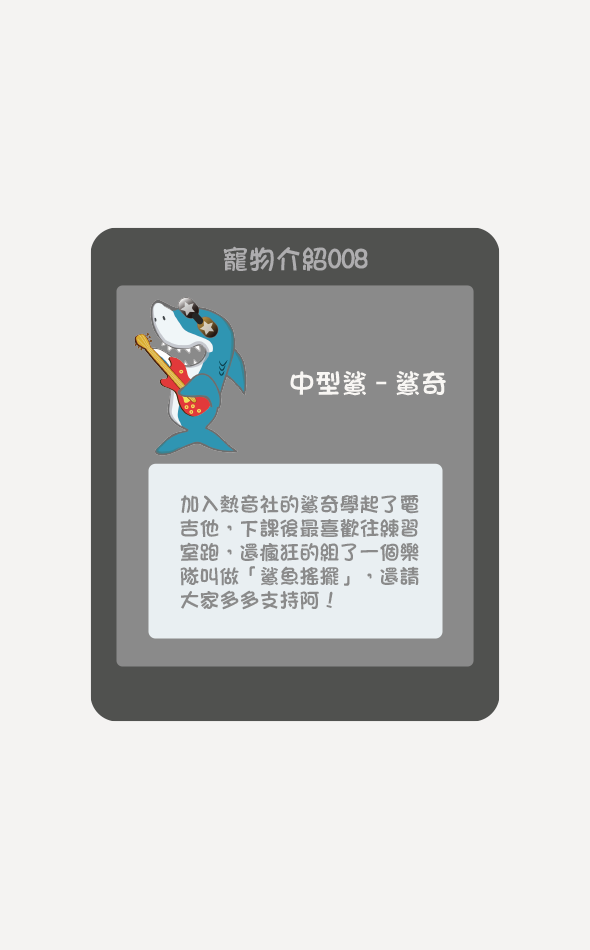 寵物介紹008
中型鯊 - 鯊奇
加入熱音社的鯊奇學起了電
吉他，下課後最喜歡往練習
室跑，還瘋狂的組了一個樂
隊叫做「鯊魚搖擺」，還請
大家多多支持阿！